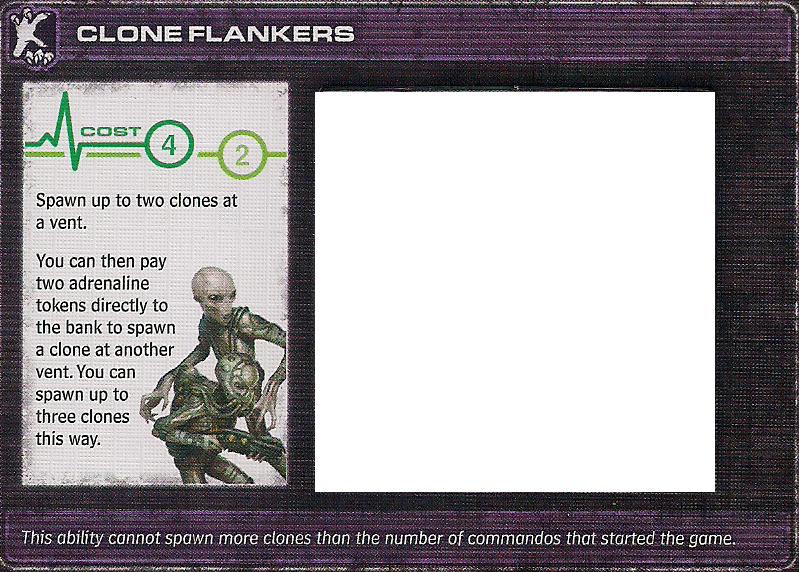 CLONE FLANKERS
COST 4 2
Spawn up to two clones at
a vent.
You can then pay
two adrenaline
tokens directly to
the bank to spawn
a clone at another
vent. You can
spawn up to
three clones
this way.
This ability cannot spawn more clones than the number of commandos that started the game.